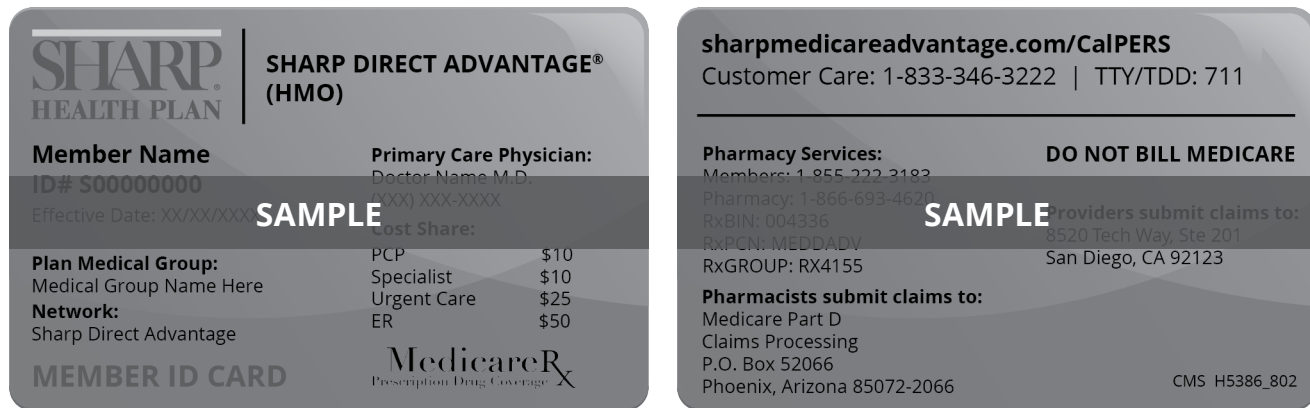 SHARP
HEALTH PLAN
SHARP DIRECT ADVANTAGE®
(HMO)
Member Name
ID# S00000000
Effective Date: XX/XX/XXXX
Plan Medical Group:
Medical Group Name Here
Network:
Sharp Direct Advantage
MEMBER ID CARD
Primary Care Physician:
Doctor Name M.D.
(XXX) XXX-XXXX
Cost Share:
PCP $10
Specialist $10
Urgent Care $25
ER $50
MedicareRx
Prescription Drug Coverage
SAMPLE
sharpmedicareadvantage.com/CalPERS
Customer Care: 1-833-346-3222 | TTY/TDD: 711
Pharmacy Services:
Members: 1-855-222-3183
Pharmacy: 1-866-693-4620
RxBIN: 004336
RxPCN: MEDDADV
RxGROUP: RX4155
Pharmacists submit claims to:
Medicare Part D
Claims Processing
P.O. Box 52066
Phoenix, Arizona 85072-2066
DO NOT BILL MEDICARE
Providers submit claims to:
8520 Tech Way, Ste 201
San Diego, CA 92123
CMS H5386_802
SAMPLE